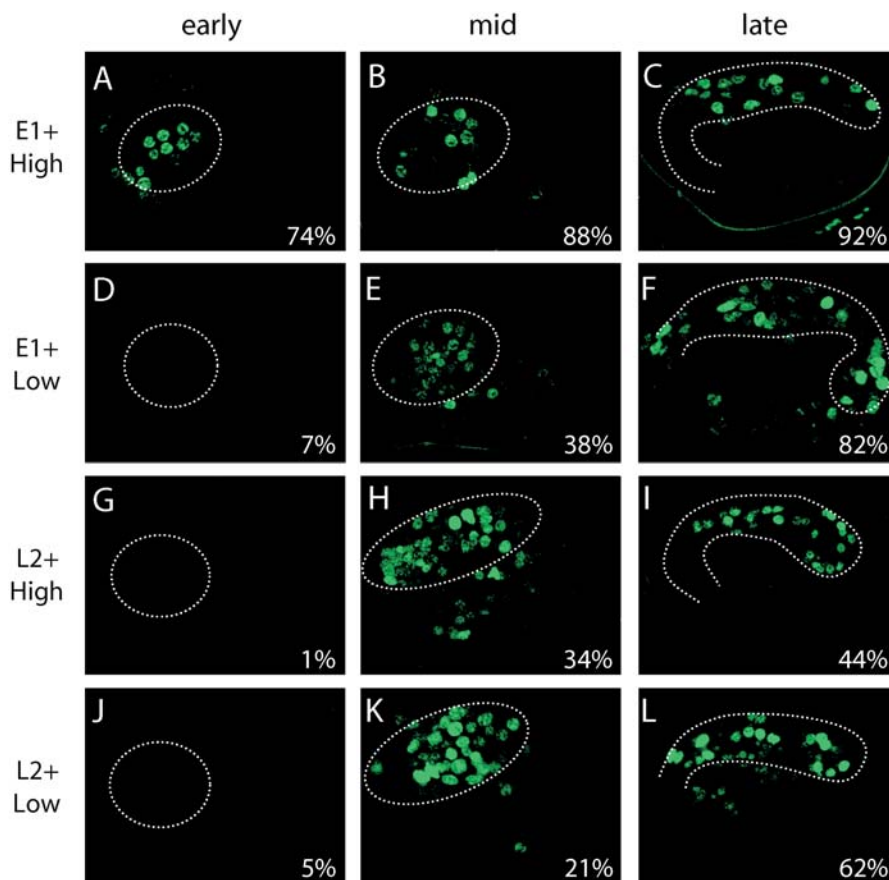 early mid late
E1+ High
A 74%
B 88%
C 92%
E1+ Low
D 7%
E 38%
F 82%
L2+ High
G 1%
H 34%
I 44%
L2+ Low
J 5%
K 21%
L 62%